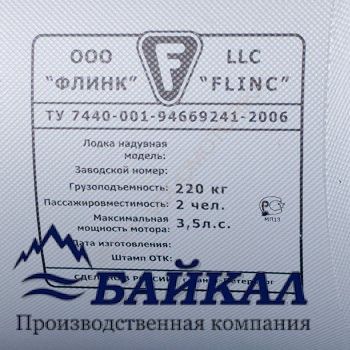 ООО F LLC
"ФЛИНК" "FLINC"
ТУ 7440-001-94669241-2006
Лодка надувная
модель:
Заводской номер:
Грузоподъемность: 220 кг
Пассажировместимость: 2 чел.
Максимальная
мощность мотора: 3,5л.с.
МП13
Дата изготовления:
Штамп ОТК:
БАЙКАЛ
Производственная компания